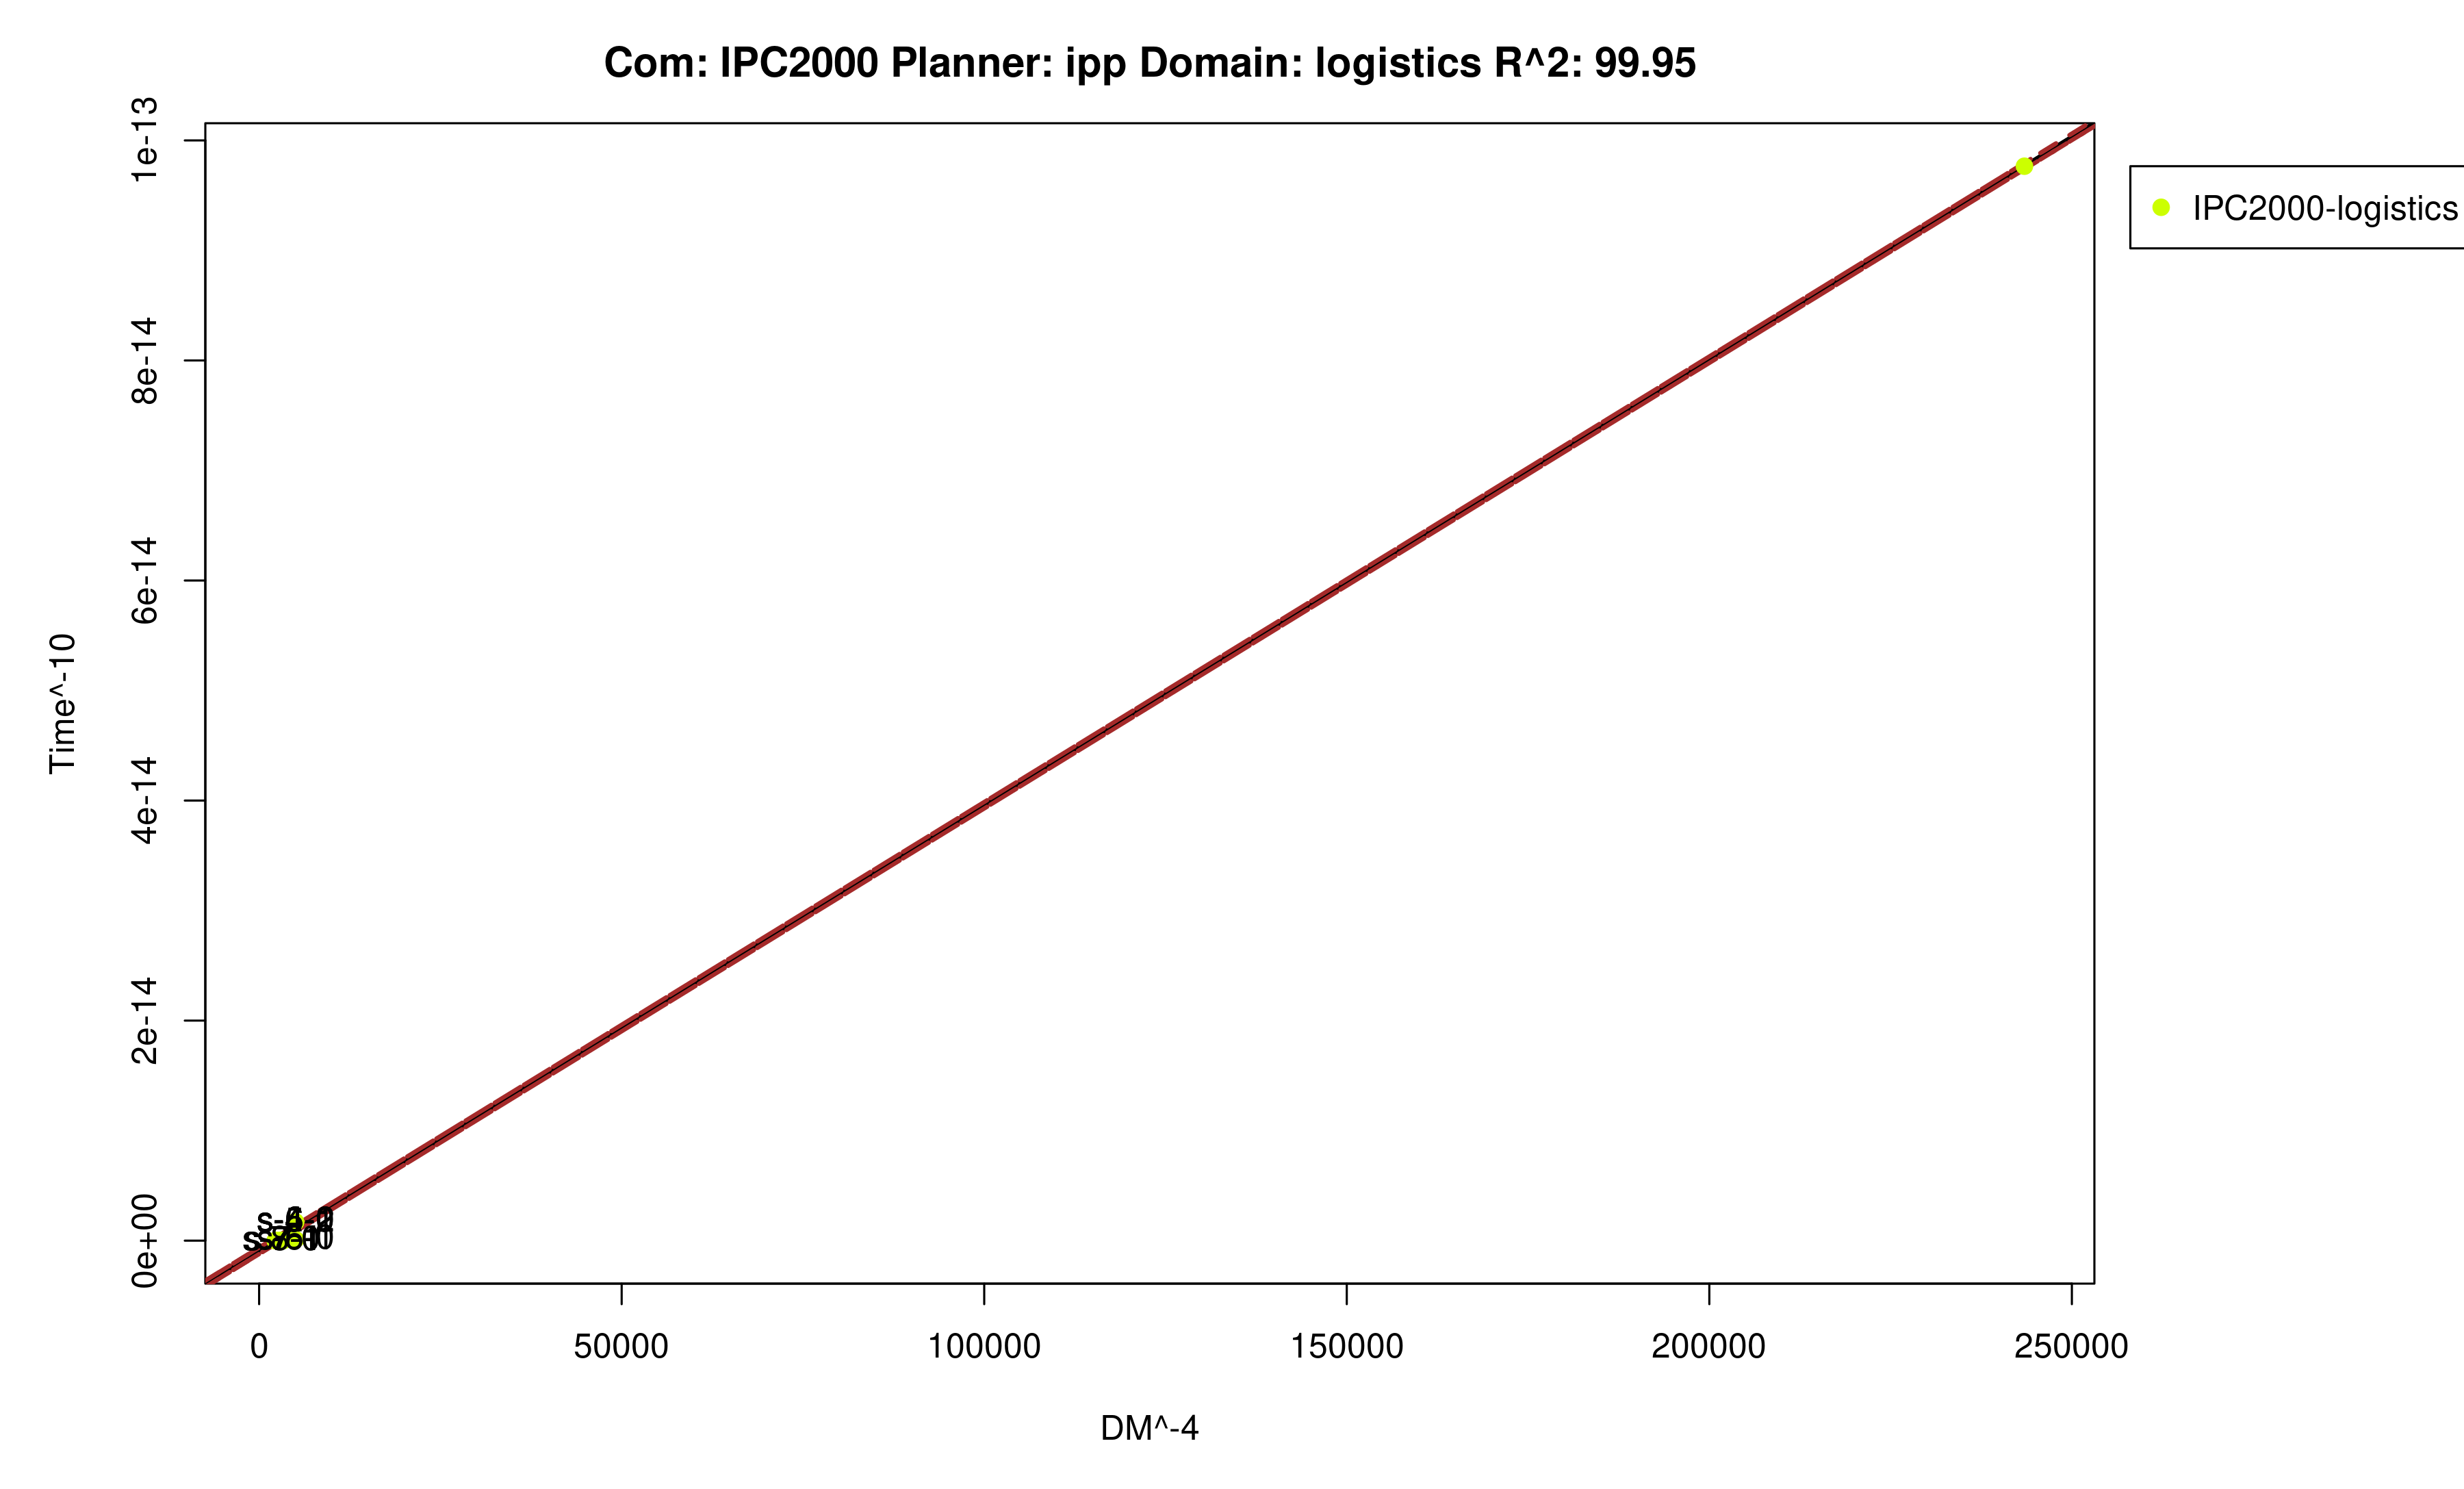 Com: IPC2000 Planner: ipp Domain: logistics R^2: 99.95
1e-13
8e-14
6e-14
4e-14
2e-14
0e+00
Time^-10
IPC2000-logistics
0
50000
100000
150000
200000
250000
DM^-4